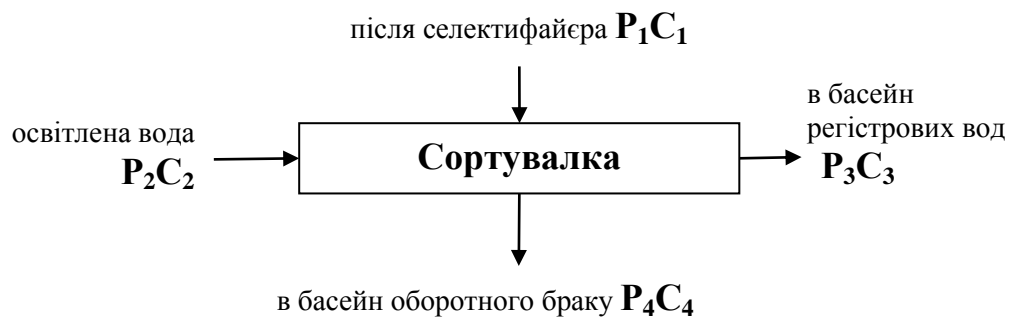 після селектифайєра P₁C₁
освітлена вода
P₂C₂
Сортувалка
в басейн
регістрових вод
P₃C₃
в басейн оборотного браку P₄C₄